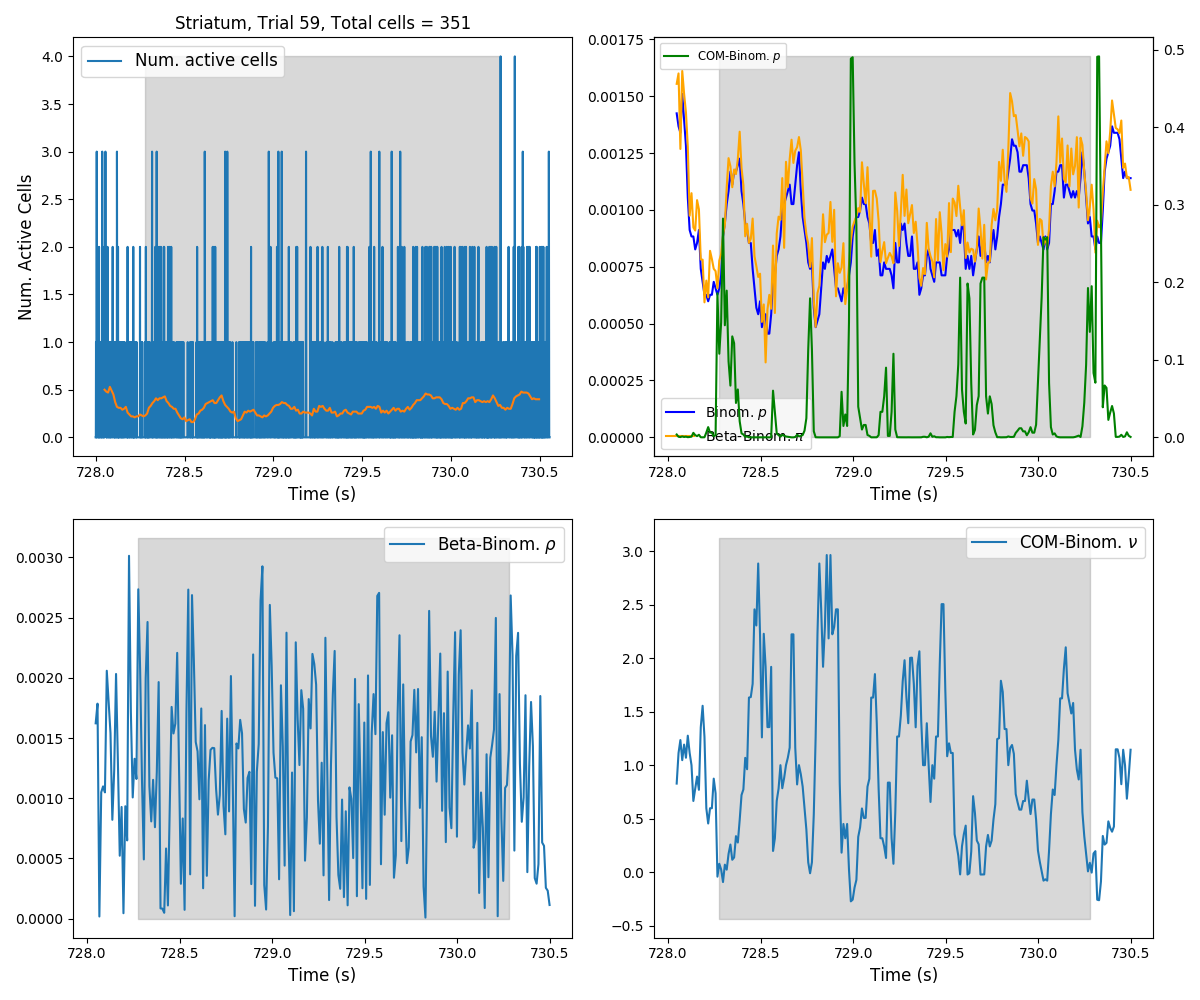 Striatum, Trial 59, Total cells = 351
Num. active cells
4.0
3.5
3.0
2.5
2.0
1.5
1.0
0.5
0.0
Num. Active Cells
728.0 728.5 729.0 729.5 730.0 730.5
Time (s)
COM-Binom. p
0.00175
0.00150
0.00125
0.00100
0.00075
0.00050
0.00025
0.00000
0.5
0.4
0.3
0.2
0.1
0.0
Binom. p
Beta-Binom. π
728.0 728.5 729.0 729.5 730.0 730.5
Time (s)
Beta-Binom. ρ
0.0030
0.0025
0.0020
0.0015
0.0010
0.0005
0.0000
728.0 728.5 729.0 729.5 730.0 730.5
Time (s)
COM-Binom. ν
3.0
2.5
2.0
1.5
1.0
0.5
0.0
−0.5
728.0 728.5 729.0 729.5 730.0 730.5
Time (s)